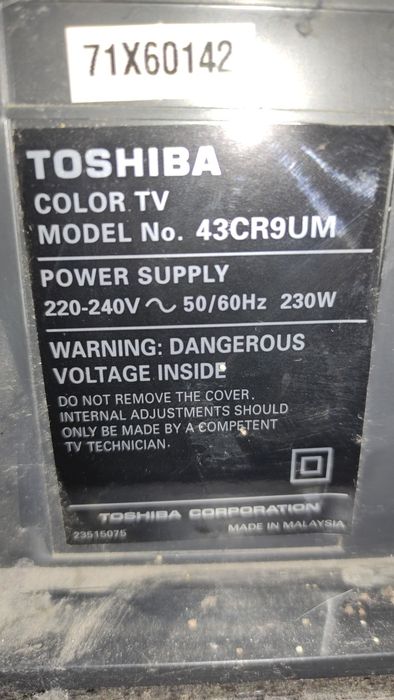 71X60142
TOSHIBA
COLOR TV
MODEL No. 43CR9UM
POWER SUPPLY
220-240V ∿ 50/60Hz 230W
WARNING: DANGEROUS
VOLTAGE INSIDE
DO NOT REMOVE THE COVER.
INTERNAL ADJUSTMENTS SHOULD
ONLY BE MADE BY A COMPETENT
TV TECHNICIAN.
TOSHIBA CORPORATION
23515075 MADE IN MALAYSIA